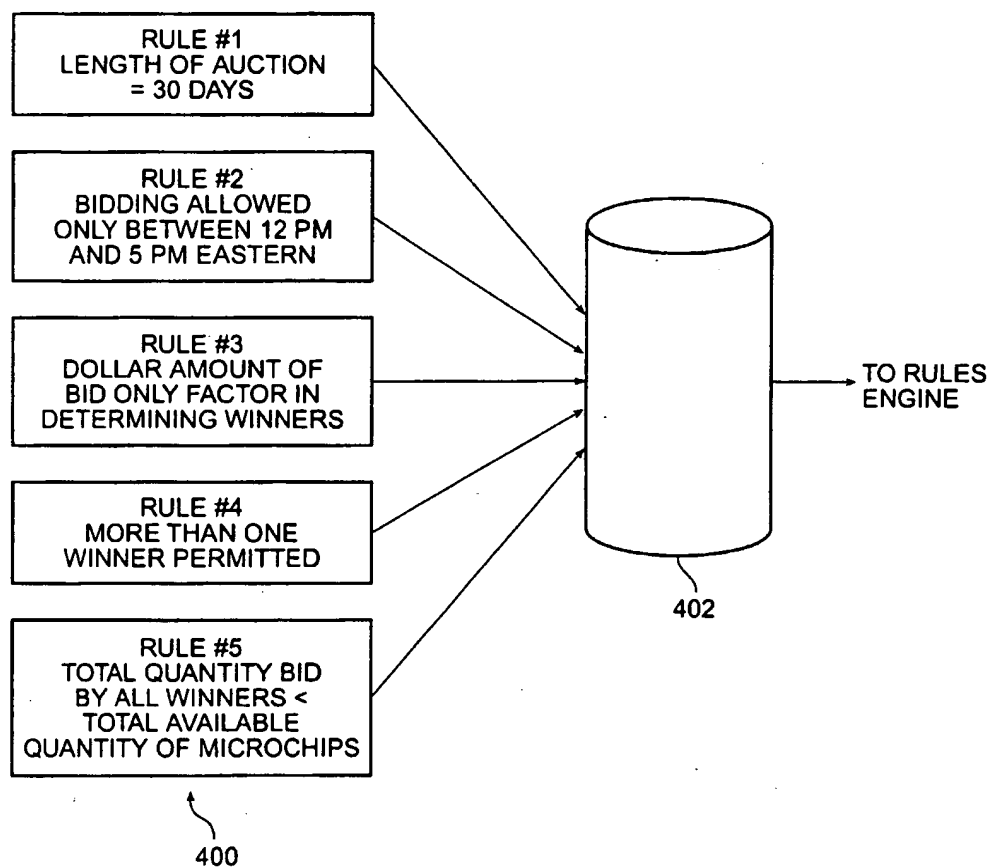 RULE #1
LENGTH OF AUCTION
= 30 DAYS
RULE #2
BIDDING ALLOWED
ONLY BETWEEN 12 PM
AND 5 PM EASTERN
RULE #3
DOLLAR AMOUNT OF
BID ONLY FACTOR IN
DETERMINING WINNERS
RULE #4
MORE THAN ONE
WINNER PERMITTED
RULE #5
TOTAL QUANTITY BID
BY ALL WINNERS <
TOTAL AVAILABLE
QUANTITY OF MICROCHIPS
400
402
TO RULES
ENGINE